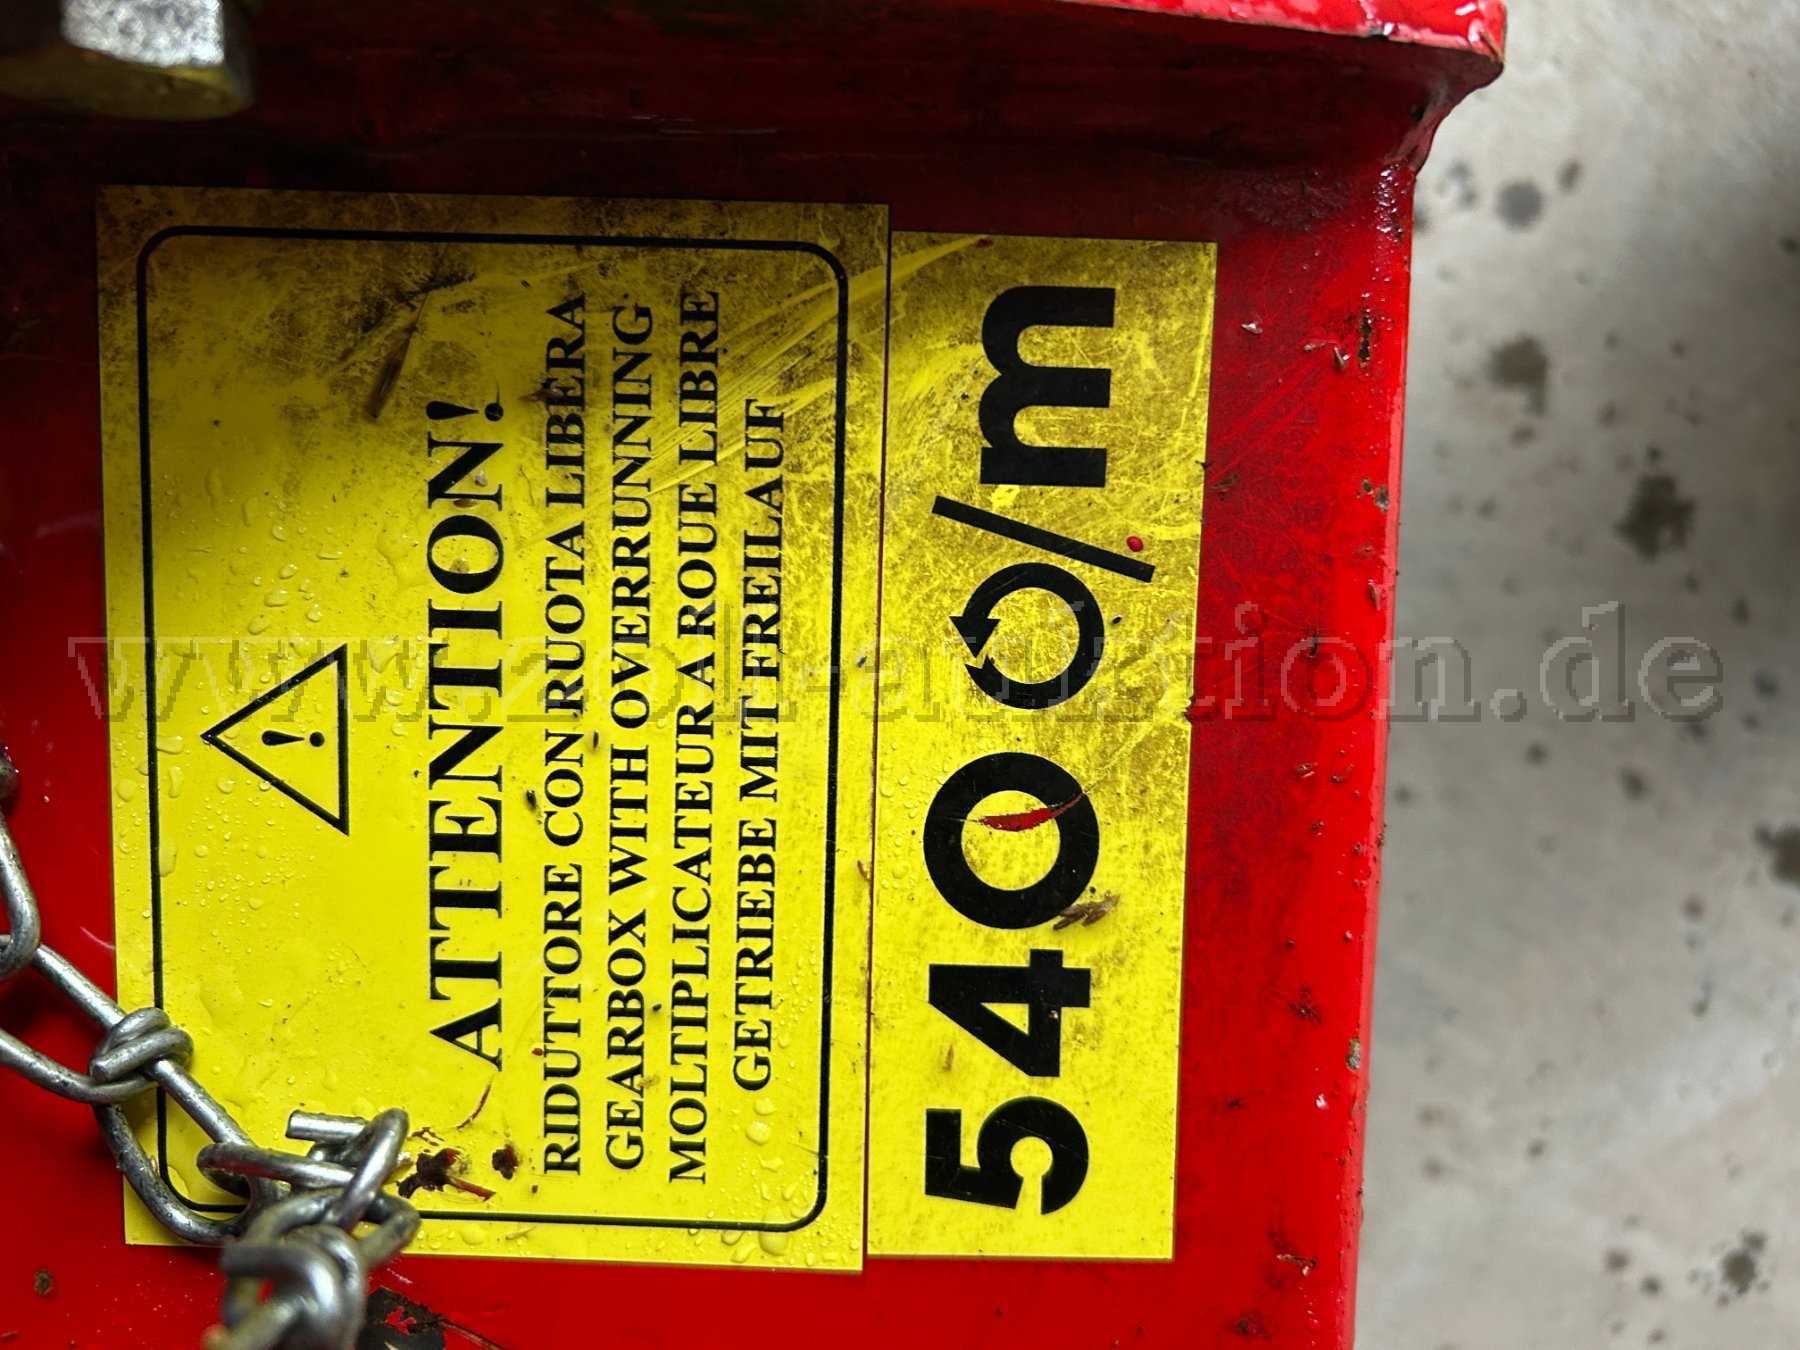 ATTENTION!
RIDUTTORE CON RUOTA LIBERA
GEARBOX WITH OVERRUNNING
MOLTIPLICATEUR A ROUE LIBRE
GETRIEBE MIT FREILAUF
540 /m
www.zoll-auktion.de